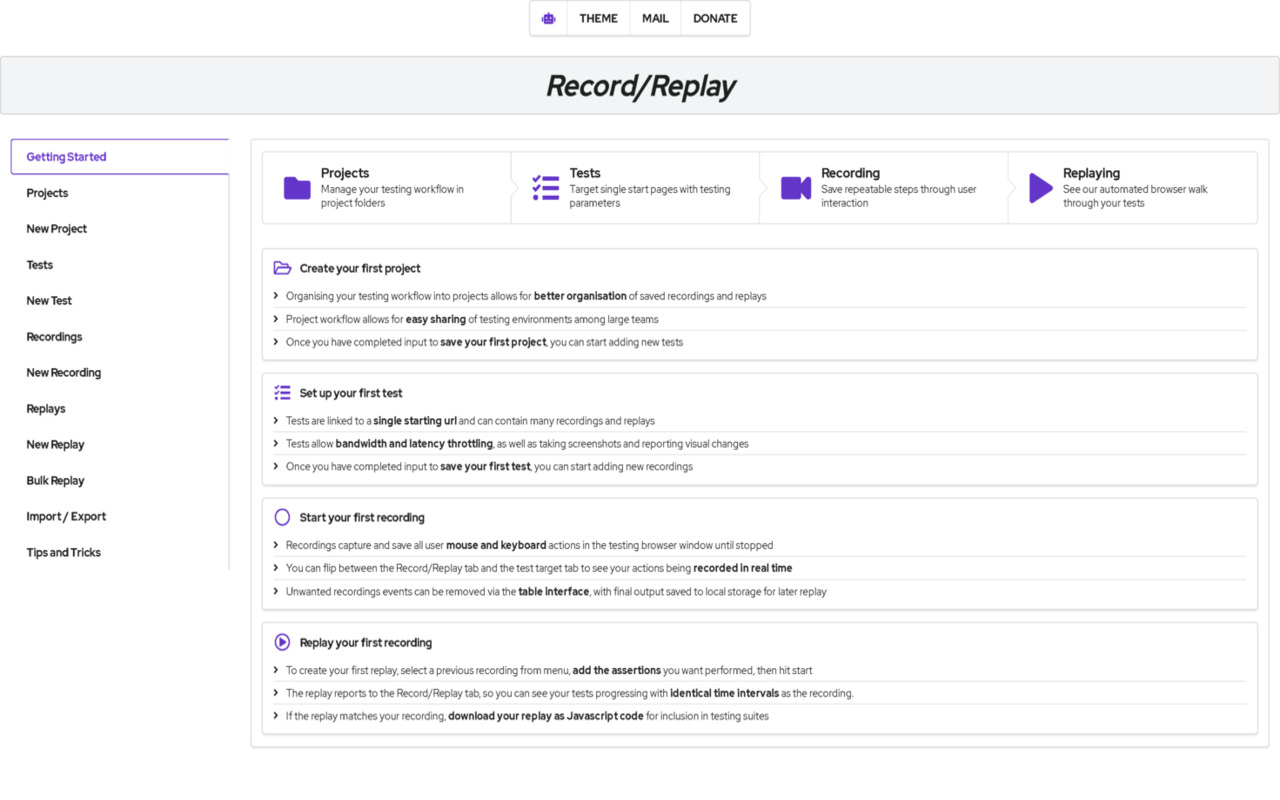 THEME MAIL DONATE
Record/Replay
Getting Started
Projects
New Project
Tests
New Test
Recordings
New Recording
Replays
New Replay
Bulk Replay
Import / Export
Tips and Tricks
Projects
Manage your testing workflow in
project folders
Tests
Target single start pages with testing
parameters
Recording
Save repeatable steps through user
interaction
Replaying
See our automated browser walk
through your tests
Create your first project
Organising your testing workflow into projects allows for better organisation of saved recordings and replays
Project workflow allows for easy sharing of testing environments among large teams
Once you have completed input to save your first project, you can start adding new tests
Set up your first test
Tests are linked to a single starting url and can contain many recordings and replays
Tests allow bandwidth and latency throttling, as well as taking screenshots and reporting visual changes
Once you have completed input to save your first test, you can start adding new recordings
Start your first recording
Recordings capture and save all user mouse and keyboard actions in the testing browser window until stopped
You can flip between the Record/Replay tab and the test target tab to see your actions being recorded in real time
Unwanted recordings events can be removed via the table interface, with final output saved to local storage for later replay
Replay your first recording
To create your first replay, select a previous recording from menu, add the assertions you want performed, then hit start
The replay reports to the Record/Replay tab, so you can see your tests progressing with identical time intervals as the recording.
If the replay matches your recording, download your replay as Javascript code for inclusion in testing suites